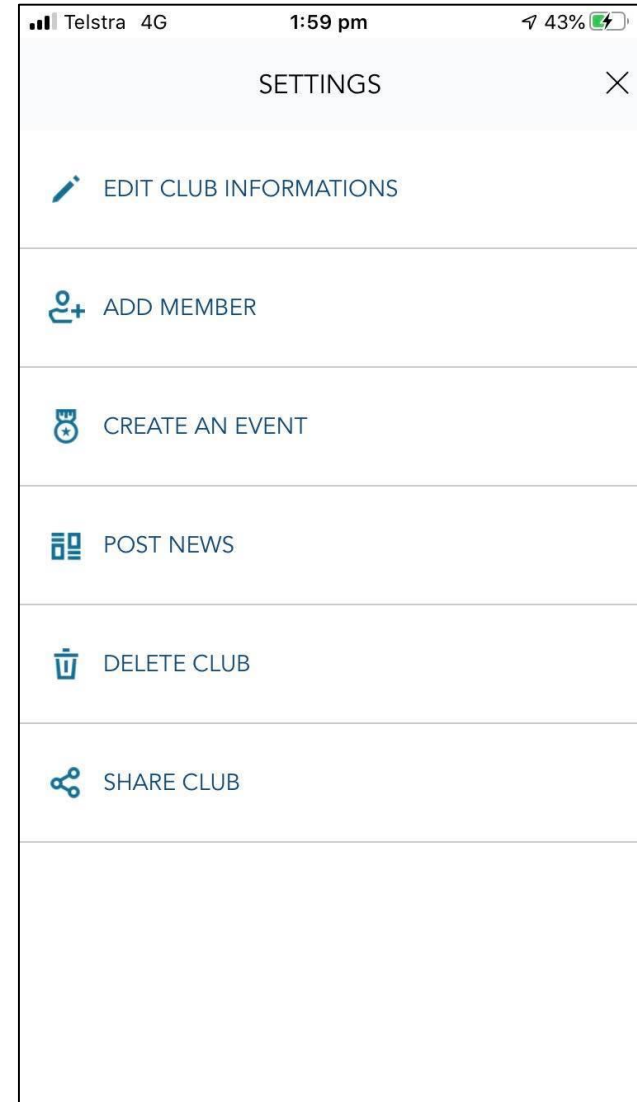 Telstra 4G 1:59 pm 43%
SETTINGS
EDIT CLUB INFORMATIONS
ADD MEMBER
CREATE AN EVENT
POST NEWS
DELETE CLUB
SHARE CLUB